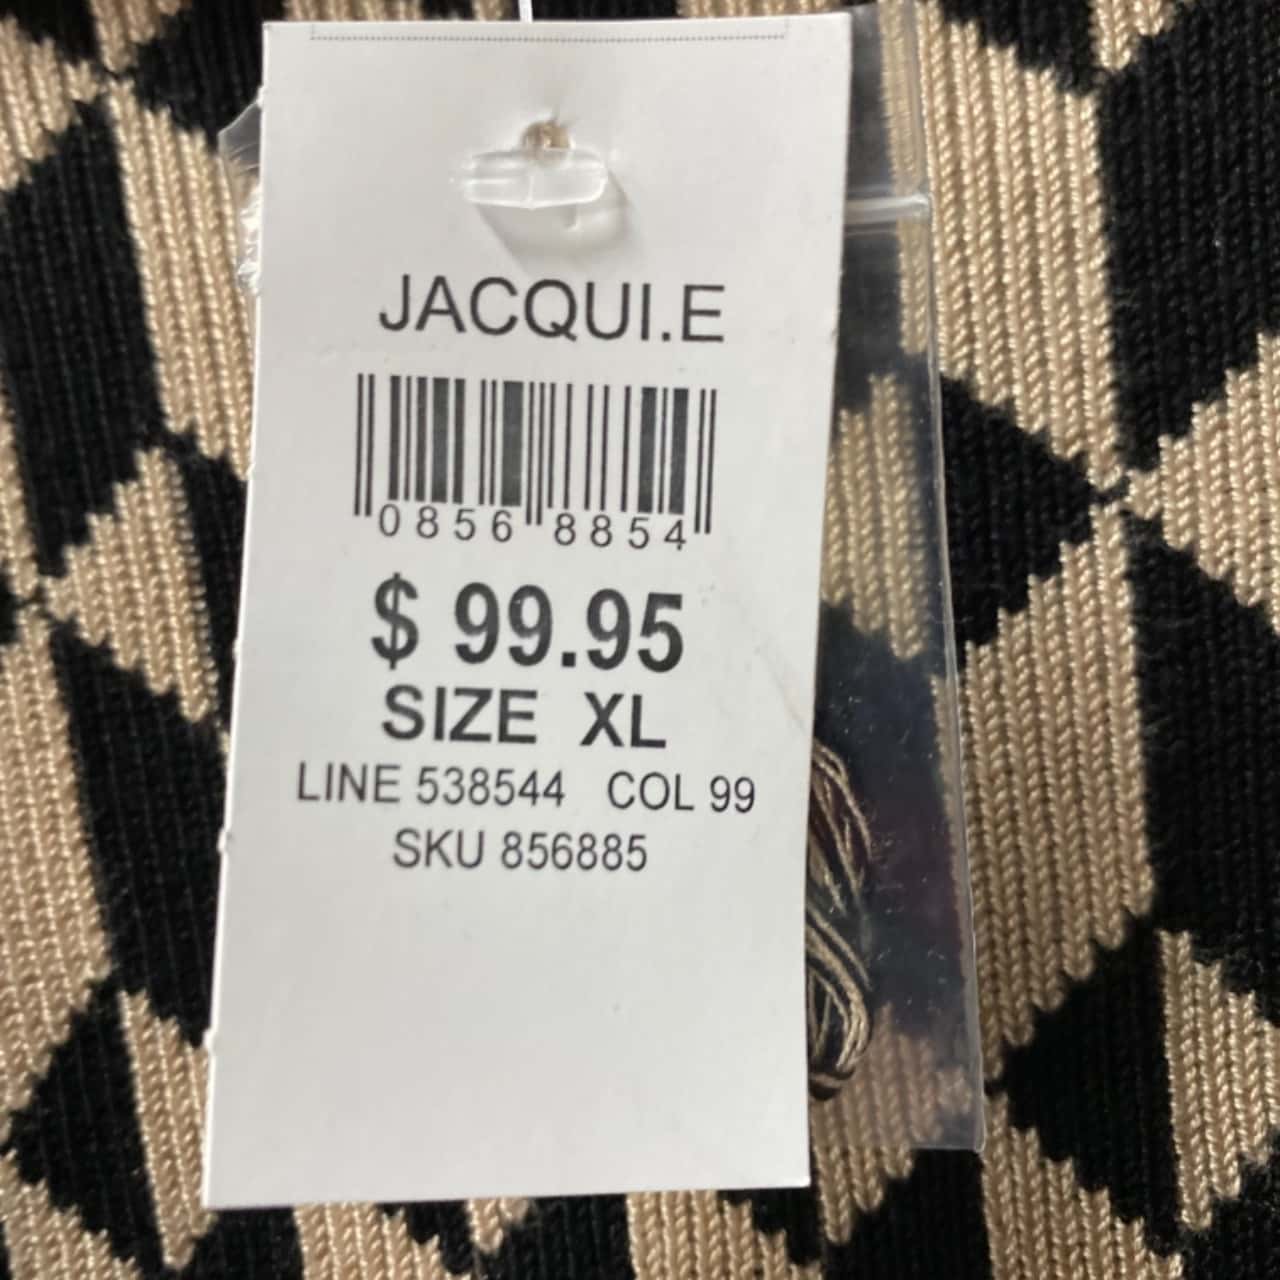 JACQUI.E
0856 8854
$ 99.95
SIZE XL
LINE 538544 COL 99
SKU 856885